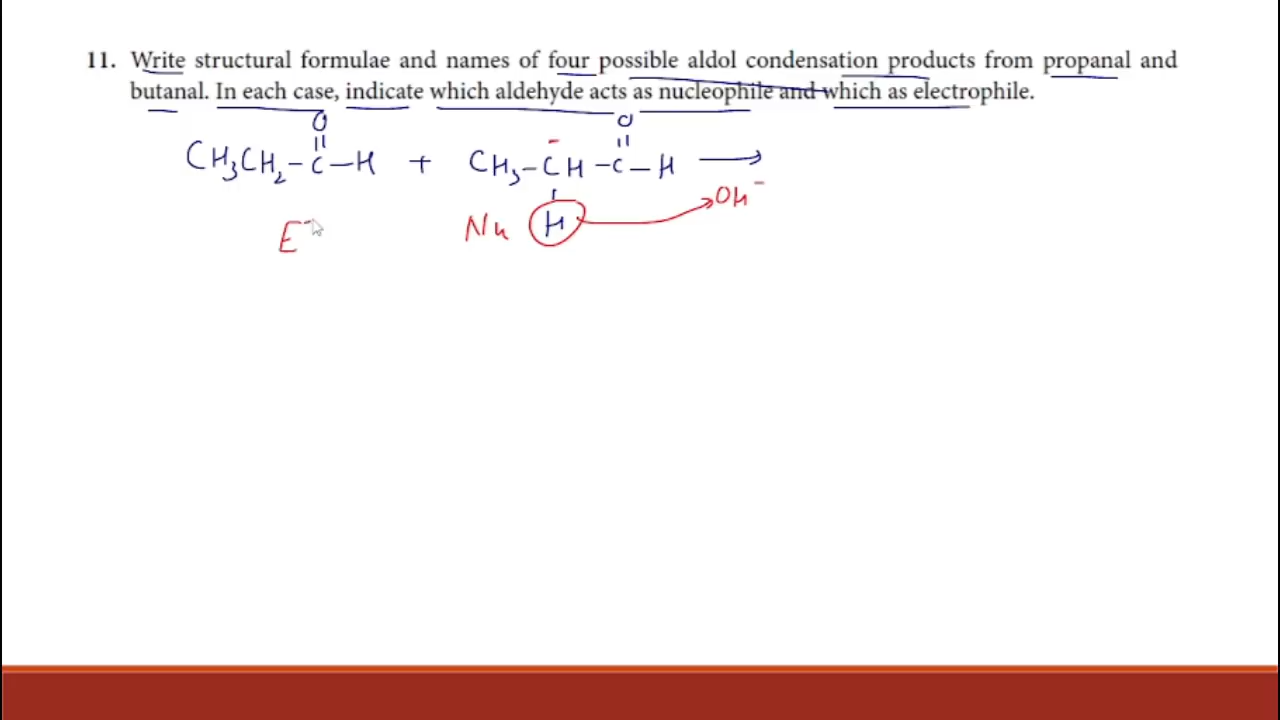 11. Write structural formulae and names of four possible aldol condensation products from propanal and
butanal. In each case, indicate which aldehyde acts as nucleophile and which as electrophile.
O O
CH₃CH₂-C-H + CH₃-CH-C-H →
H OH⁻
E⁻ Nu